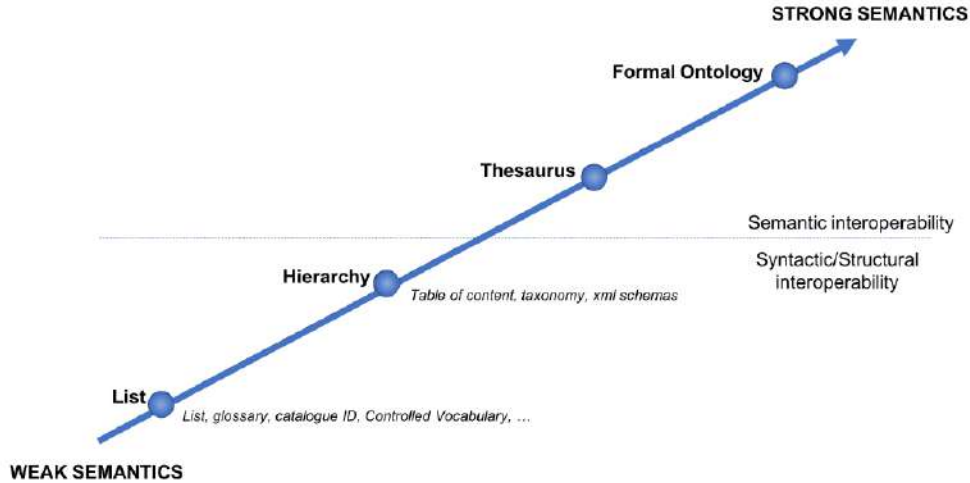 STRONG SEMANTICS
Formal Ontology
Thesaurus
Semantic interoperability
Syntactic/Structural
interoperability
Hierarchy
Table of content, taxonomy, xml schemas
List
List, glossary, catalogue ID, Controlled Vocabulary, ...
WEAK SEMANTICS